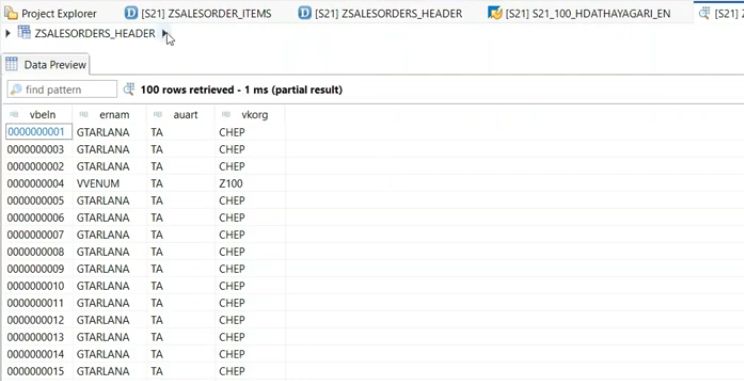 Project Explorer [S21] ZSALESORDER_ITEMS [S21] ZSALESORDERS_HEADER [S21] S21_100_HDATHAYAGARI_EN [S21]
ZSALESORDERS_HEADER
Data Preview
find pattern 100 rows retrieved - 1 ms (partial result)
vbeln ernam auart vkorg
0000000001 GTARLANA TA CHEP
0000000003 GTARLANA TA CHEP
0000000002 GTARLANA TA CHEP
0000000004 VVENUM TA Z100
0000000005 GTARLANA TA CHEP
0000000006 GTARLANA TA CHEP
0000000007 GTARLANA TA CHEP
0000000008 GTARLANA TA CHEP
0000000009 GTARLANA TA CHEP
0000000010 GTARLANA TA CHEP
0000000011 GTARLANA TA CHEP
0000000012 GTARLANA TA CHEP
0000000013 GTARLANA TA CHEP
0000000014 GTARLANA TA CHEP
0000000015 GTARLANA TA CHEP